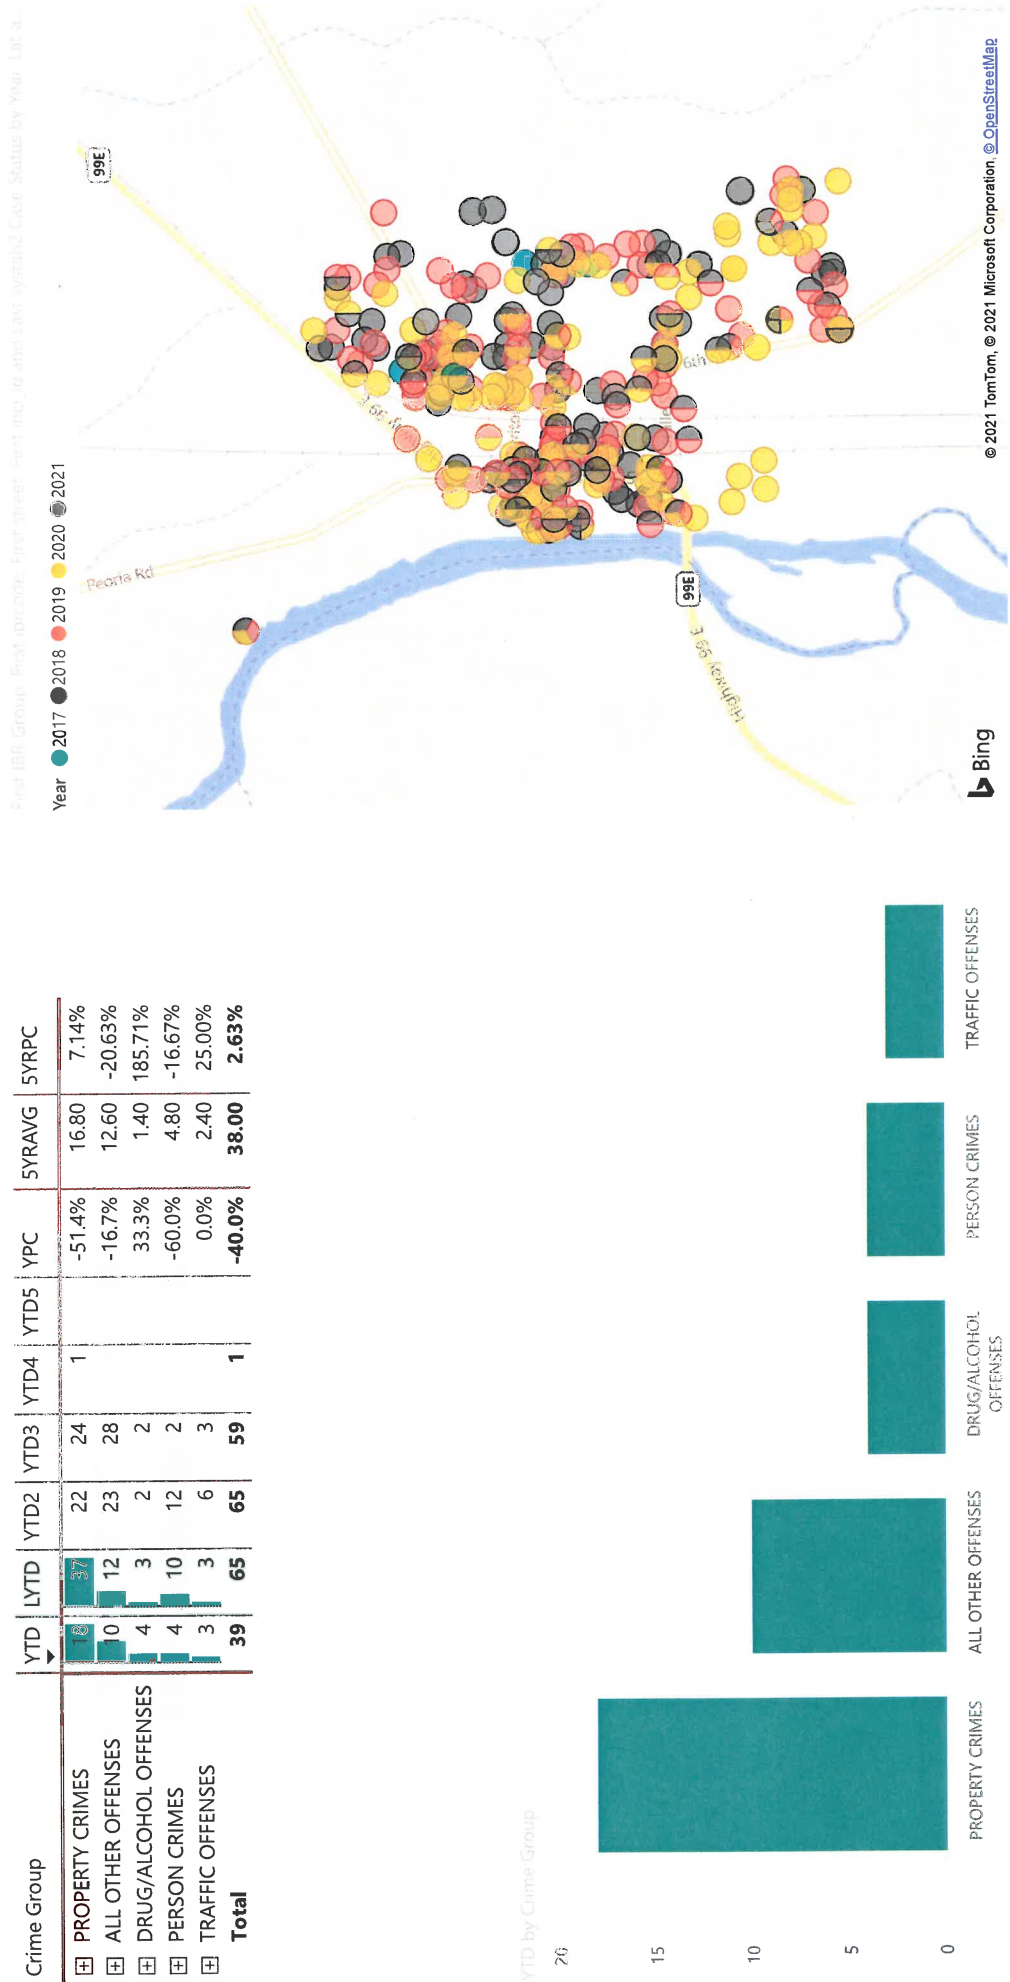 Crime Group YTD LYTD YTD2 YTD3 YTD4 YTD5 YPC 5YRAVG 5YRPC
PROPERTY CRIMES 18 37 22 24 1 -51.4% 16.80 7.14%
ALL OTHER OFFENSES 10 12 23 28 -16.7% 12.60 -20.63%
DRUG/ALCOHOL OFFENSES 4 3 2 2 33.3% 1.40 185.71%
PERSON CRIMES 4 10 12 2 -60.0% 4.80 -16.67%
TRAFFIC OFFENSES 3 3 6 3 0.0% 2.40 25.00%
Total 39 65 65 59 1 -40.0% 38.00 2.63%
YTD by Crime Group
20
15
10
5
0
PROPERTY CRIMES
ALL OTHER OFFENSES
DRUG/ALCOHOL
OFFENSES
PERSON CRIMES
TRAFFIC OFFENSES
Year 2017 2018 2019 2020 2021
99E
Peoria Rd
6th
99E
Highway 99 E
Bing
© 2021 TomTom, © 2021 Microsoft Corporation, © OpenStreetMap